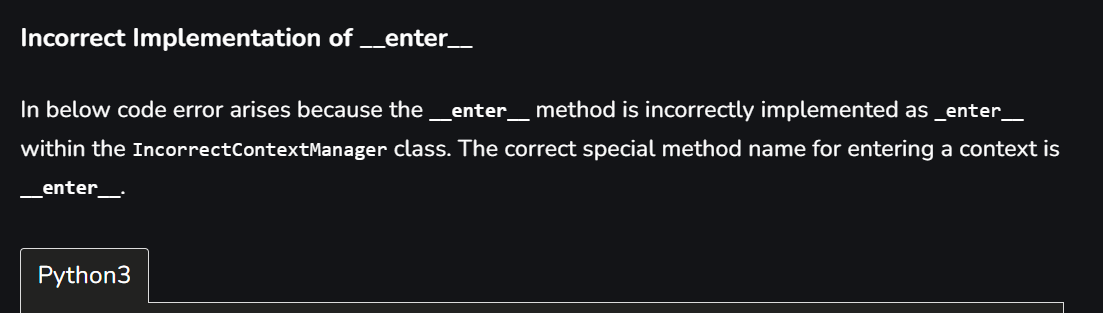 Incorrect Implementation of __enter__
In below code error arises because the __enter__ method is incorrectly implemented as _enter__
within the IncorrectContextManager class. The correct special method name for entering a context is
__enter__.
Python3